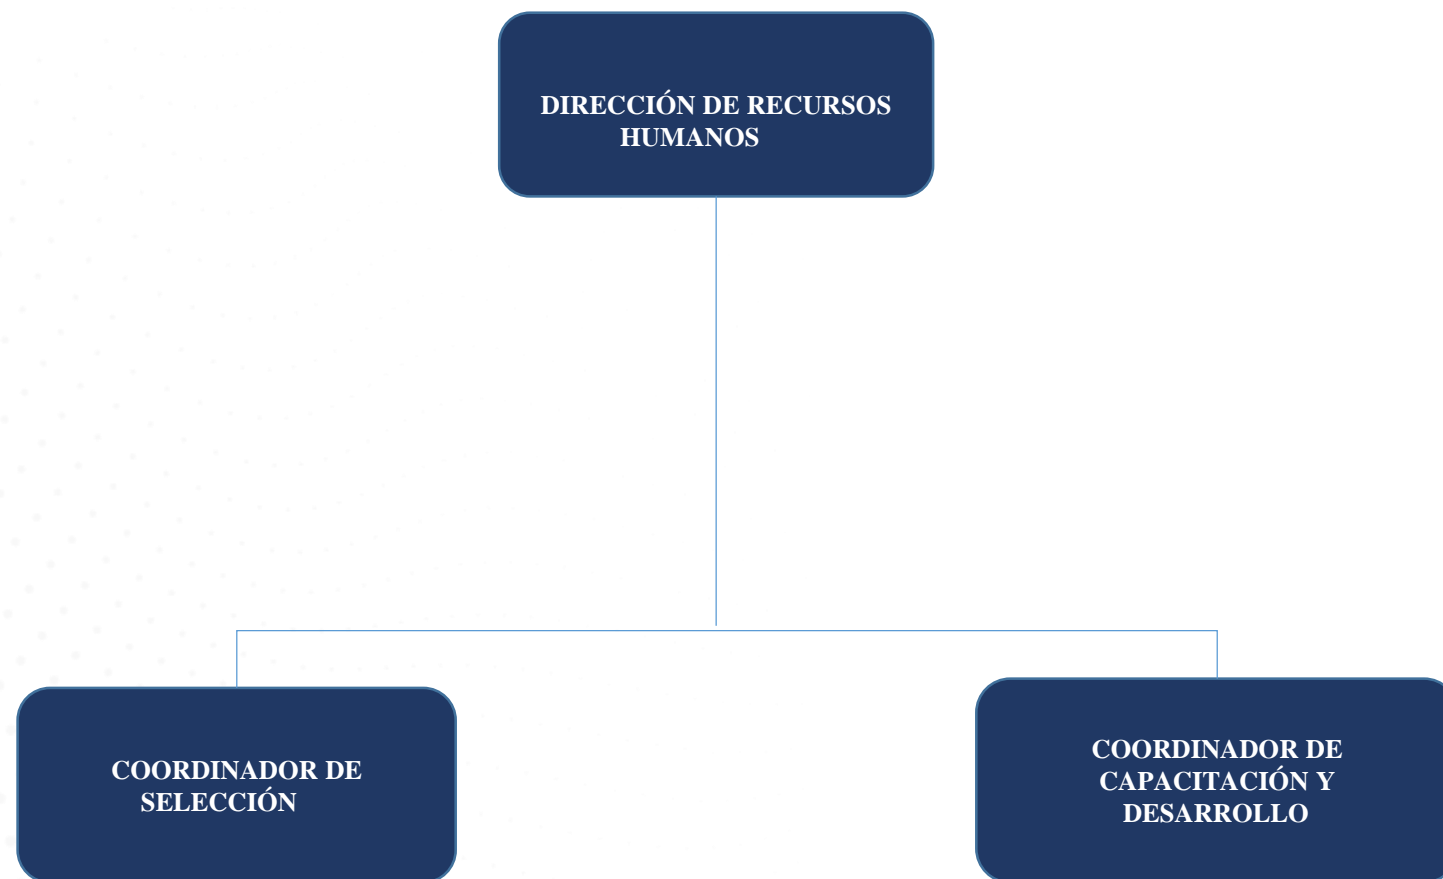 DIRECCIÓN DE RECURSOS
HUMANOS
COORDINADOR DE
SELECCIÓN
COORDINADOR DE
CAPACITACIÓN Y
DESARROLLO